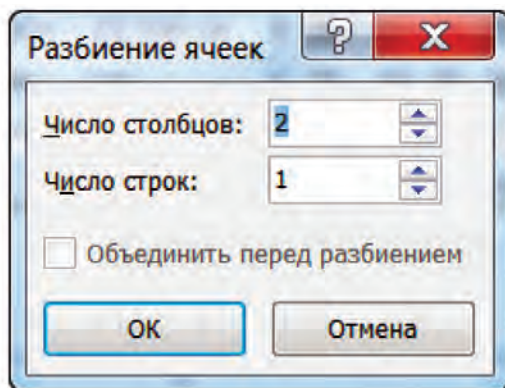 Разбиение ячеек
Число столбцов: 2
Число строк: 1
Объединить перед разбиением
ОК Отмена